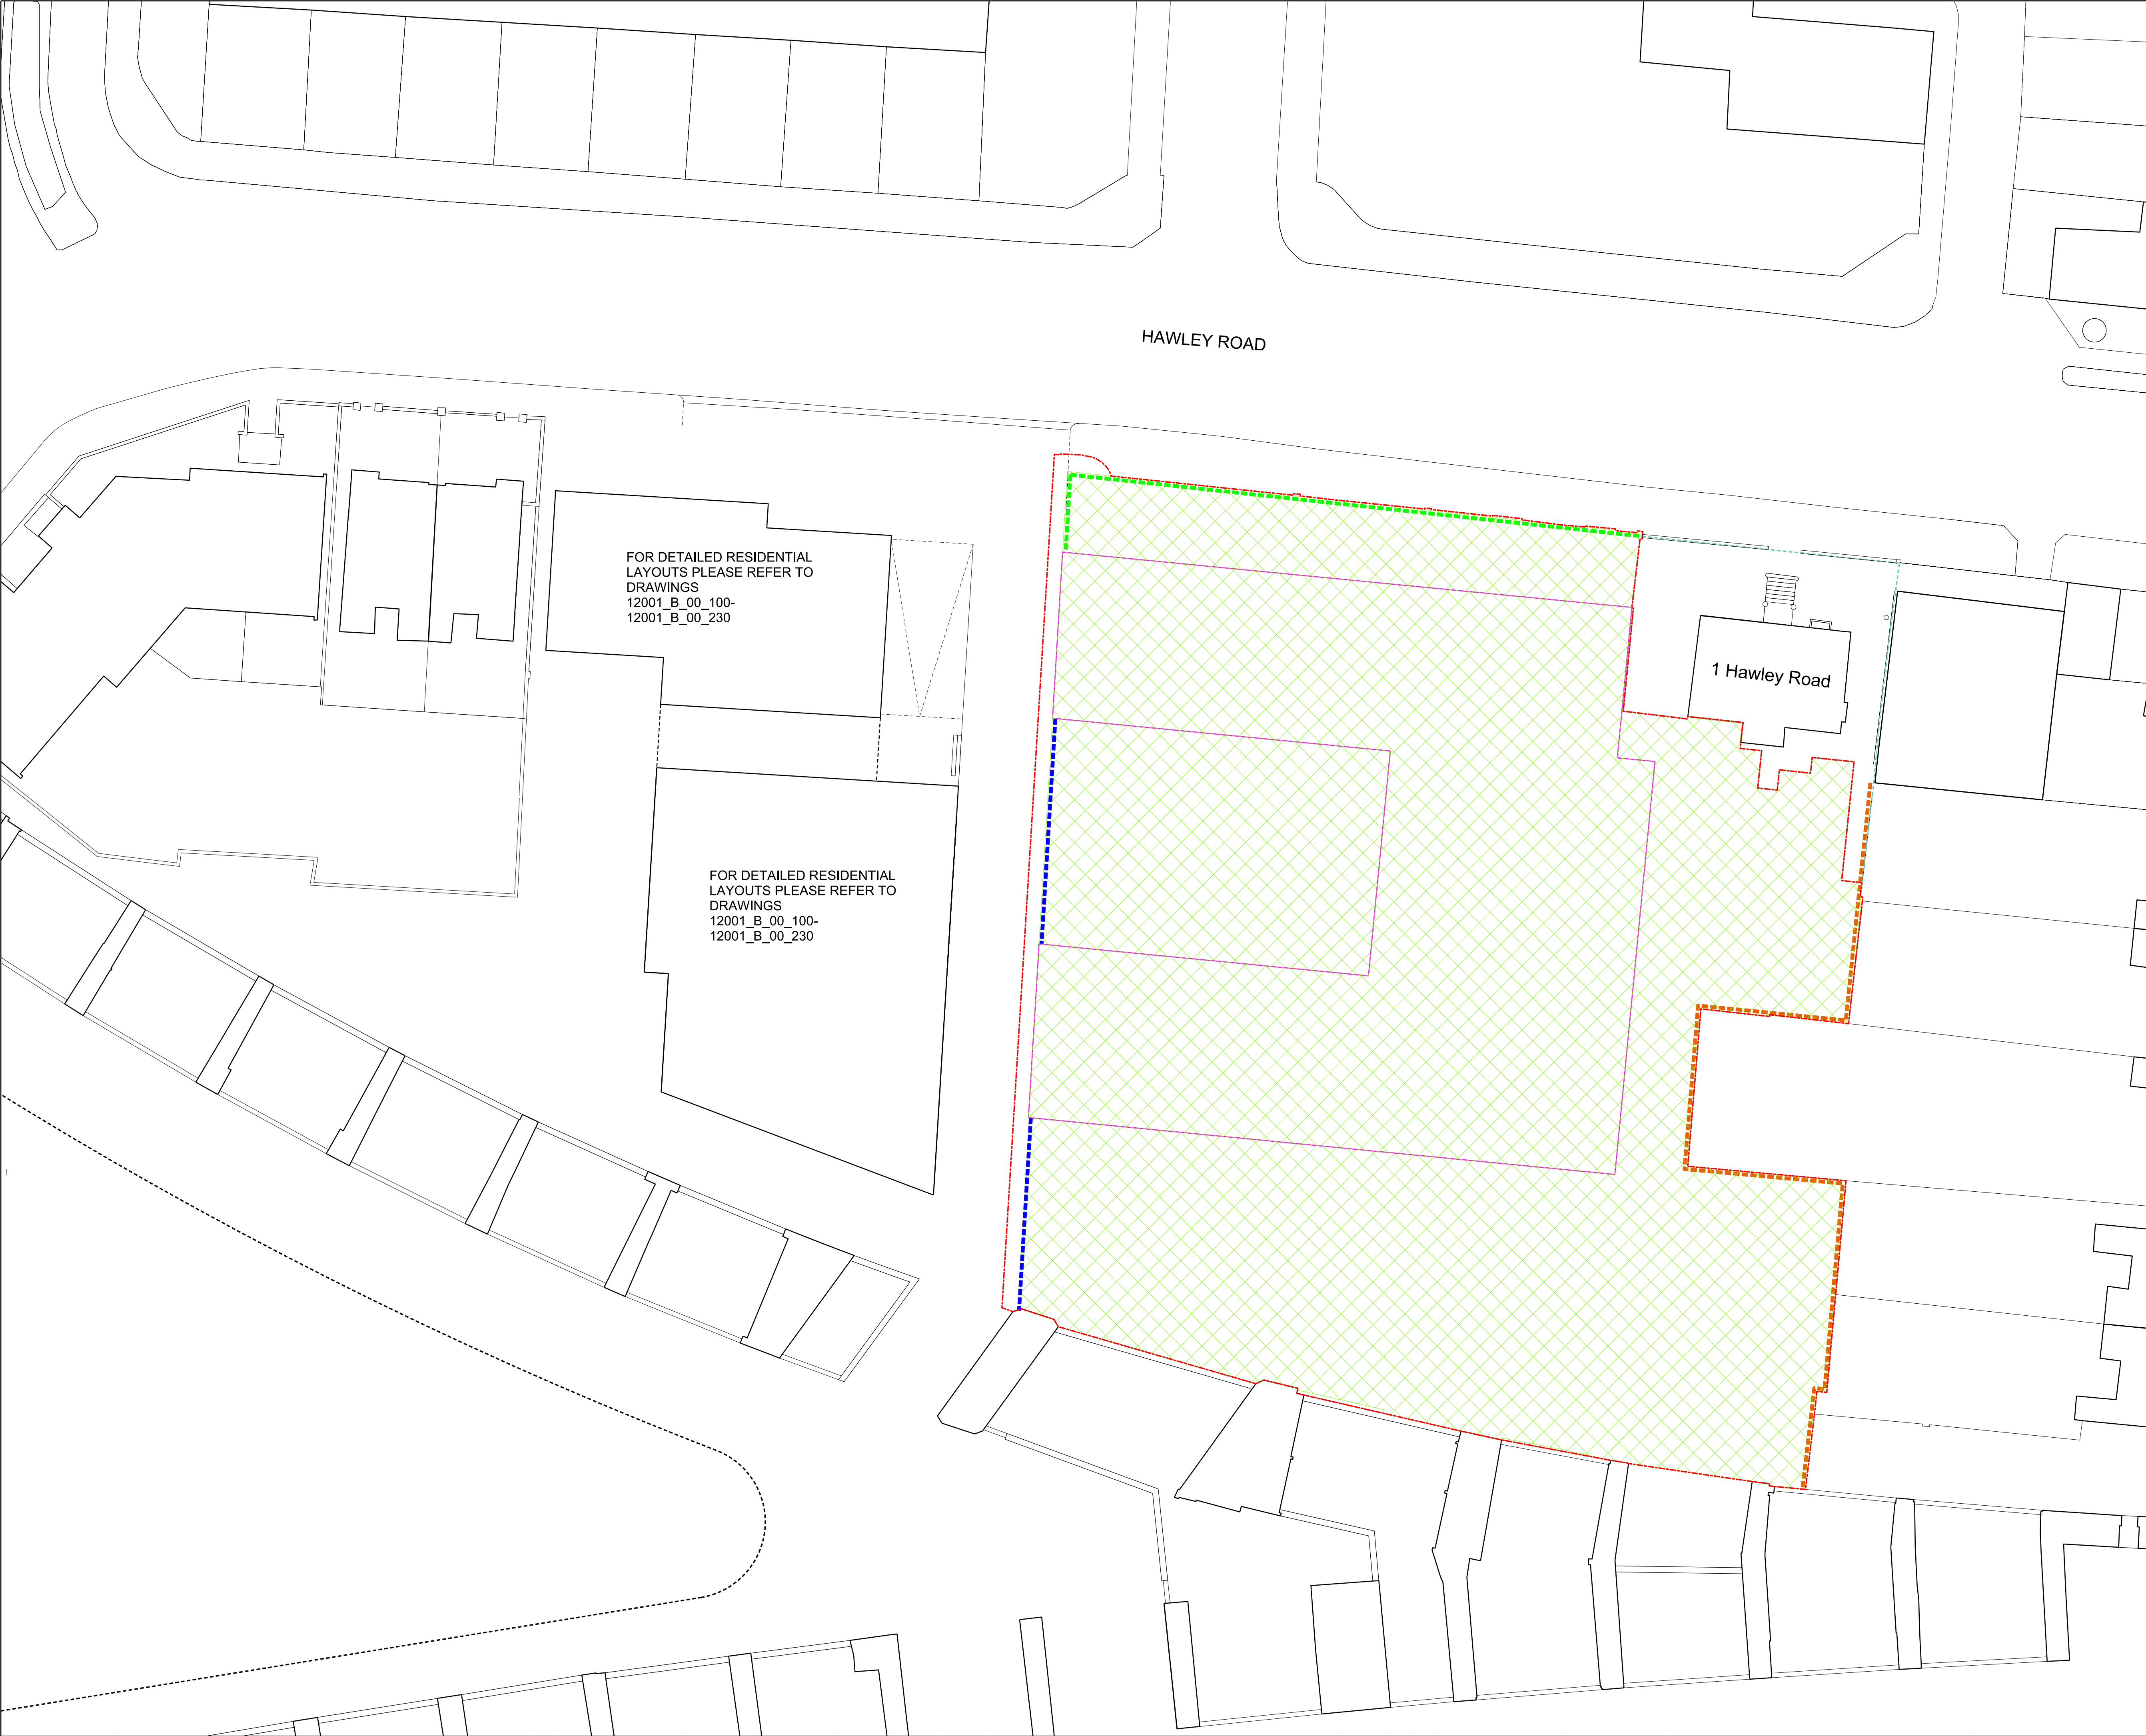 HAWLEY ROAD
FOR DETAILED RESIDENTIAL
LAYOUTS PLEASE REFER TO
DRAWINGS
12001_B_00_100-
12001_B_00_230
1 Hawley Road
FOR DETAILED RESIDENTIAL
LAYOUTS PLEASE REFER TO
DRAWINGS
12001_B_00_100-
12001_B_00_230